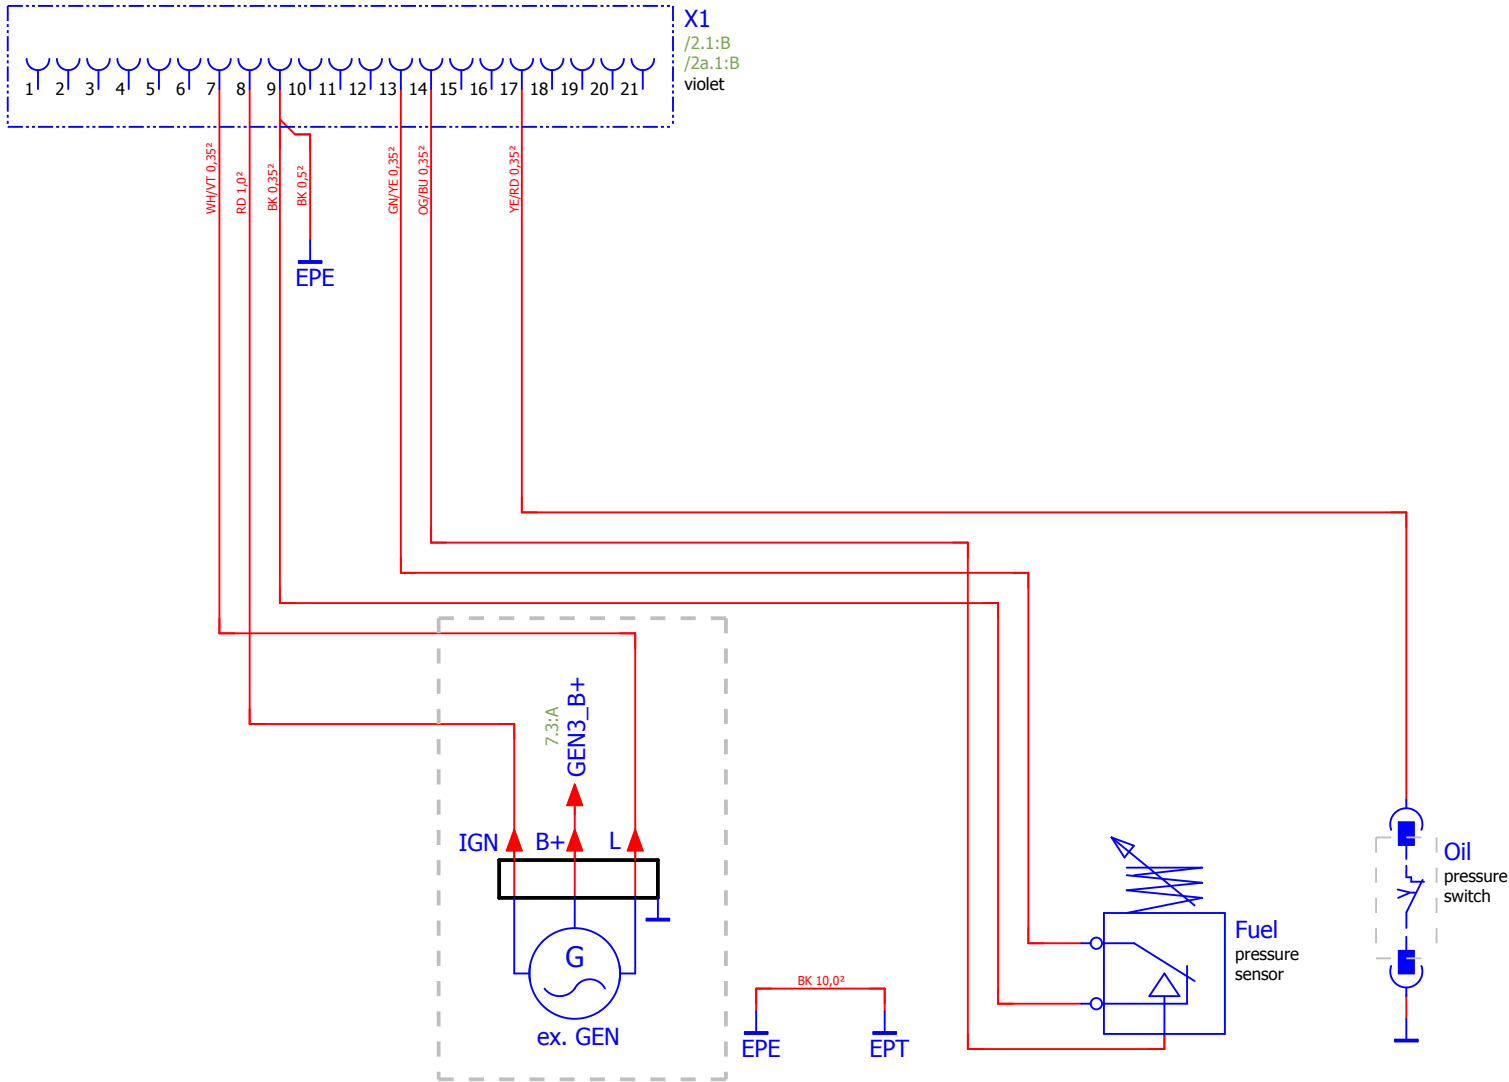 X1
/2.1:B
/2a.1:B
violet
1 2 3 4 5 6 7 8 9 10 11 12 13 14 15 16 17 18 19 20 21
WH/VT 0,35²
RD 1,0²
BK 0,35²
BK 0,5²
GN/YE 0,35²
OG/BU 0,35²
YE/RD 0,35²
EPE
7.3:A
GEN3_B+
IGN B+ L
G
ex. GEN
BK 10,0²
EPE EPT
Fuel
pressure
sensor
Oil
pressure
switch